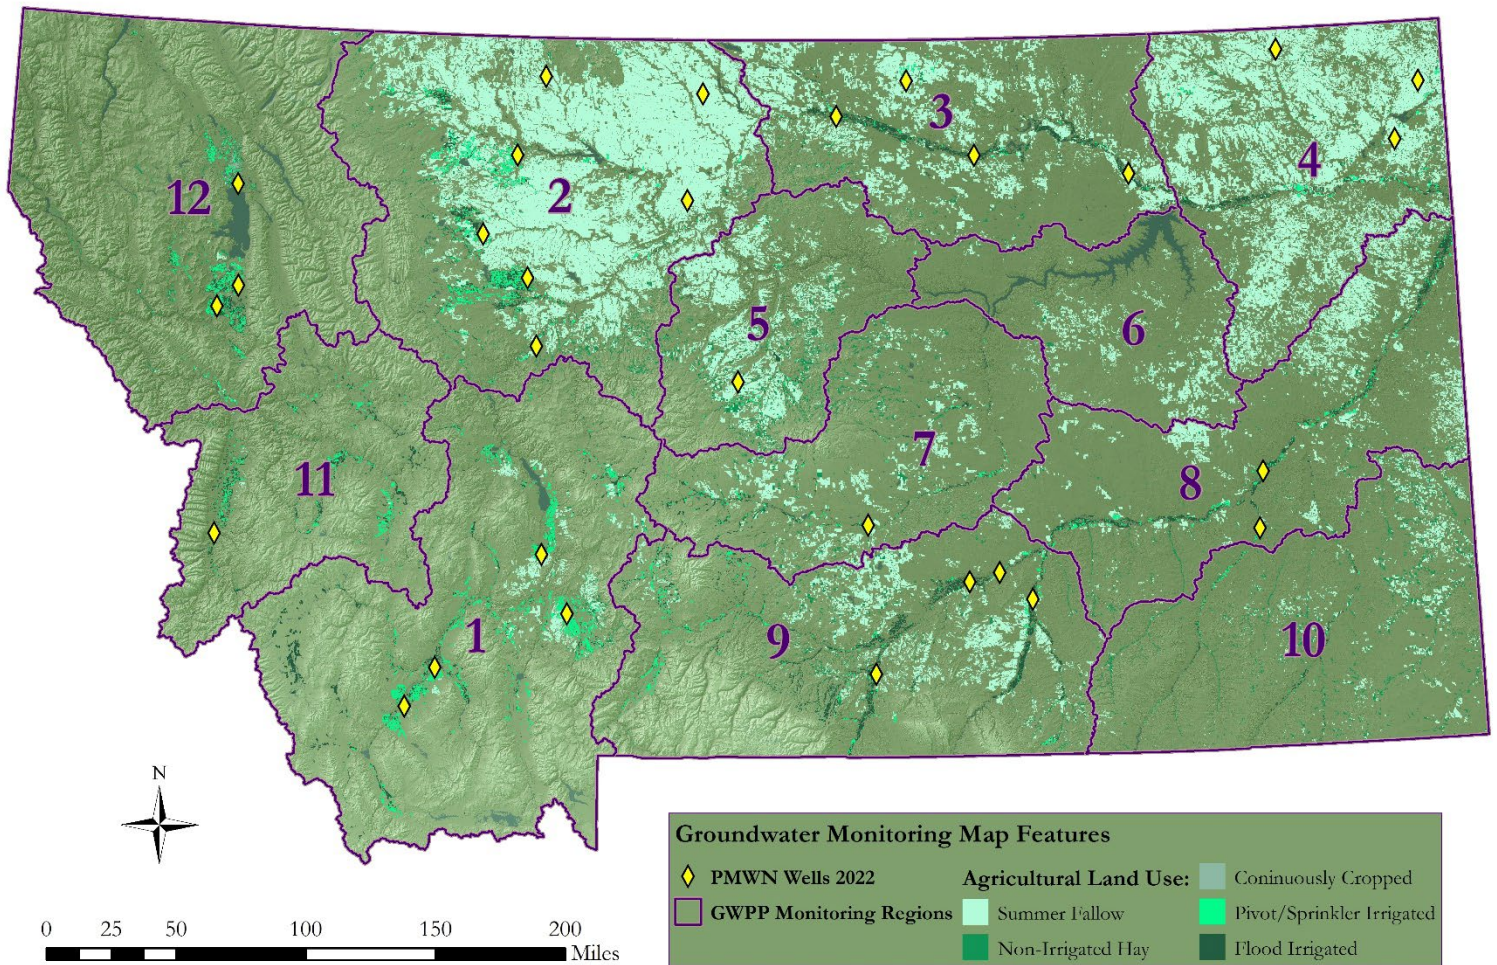 3
4
2
12
5
6
7
8
11
1
9
10
N
0 25 50 100 150 200
Miles
Groundwater Monitoring Map Features
PMWN Wells 2022
GWPP Monitoring Regions
Agricultural Land Use:
Summer Fallow
Non-Irrigated Hay
Coninuously Cropped
Pivot/Sprinkler Irrigated
Flood Irrigated